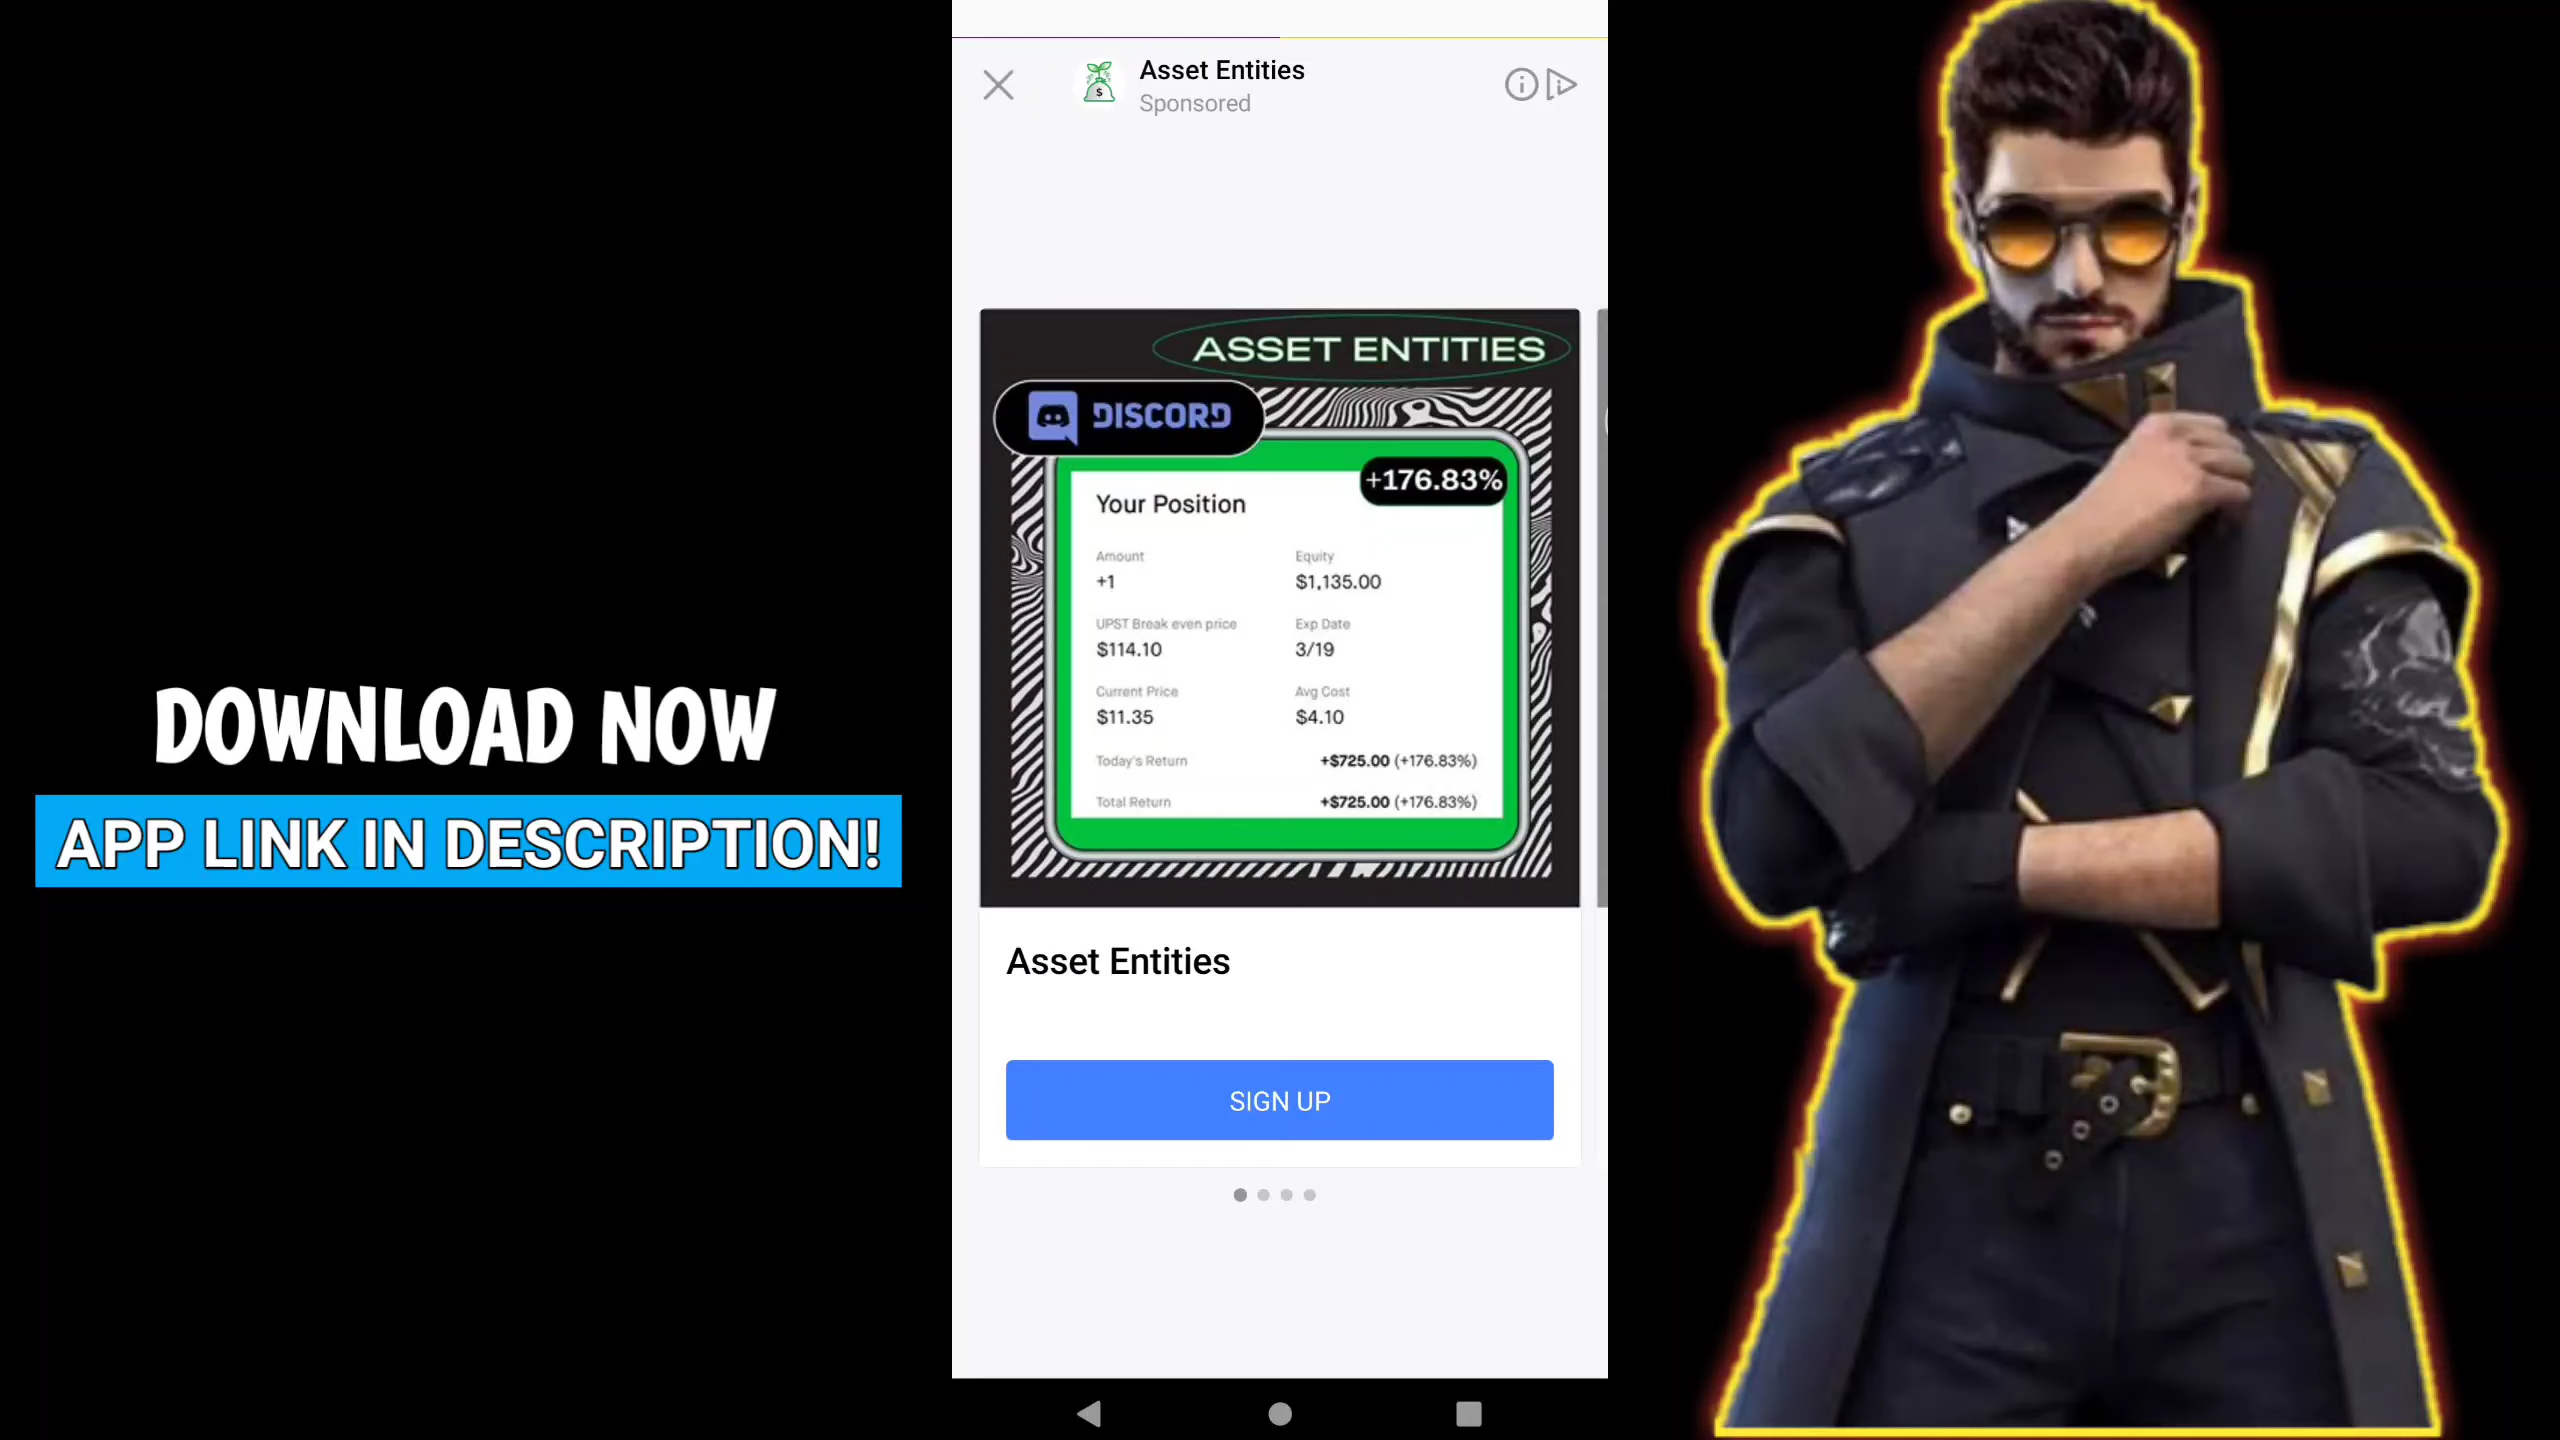 Asset Entities
Sponsored
ASSET ENTITIES
DISCORD
+176.83%
Your Position
Amount
Equity
+1
$1,135.00
UPST Break even price
Exp Date
$114.10
3/19
Current Price
Avg Cost
$11.35
$4.10
Today's Return
+$725.00 (+176.83%)
Total Return
+$725.00 (+176.83%)
DOWNLOAD NOW
APP LINK IN DESCRIPTION!
Asset Entities
SIGN UP